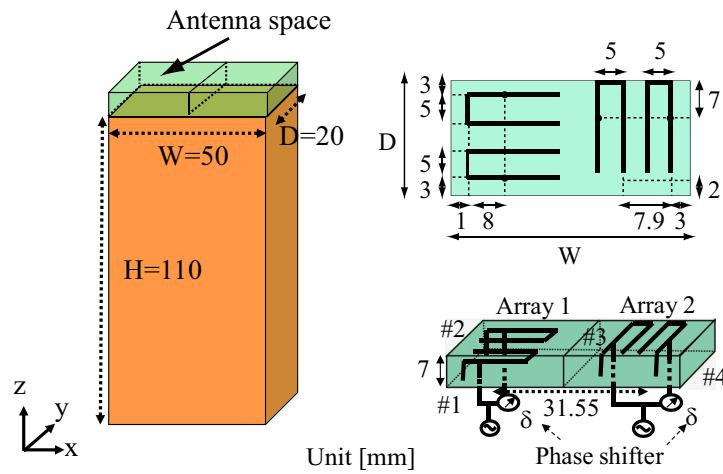 Antenna space
D=20
W=50
H=110
z
y
x
5 5
3
5
7
D
5
3
2
1 8
7.9 3
W
Array 1 Array 2
#2
#3
7
#4
#1
31.55
δ
δ
Phase shifter
Unit [mm]